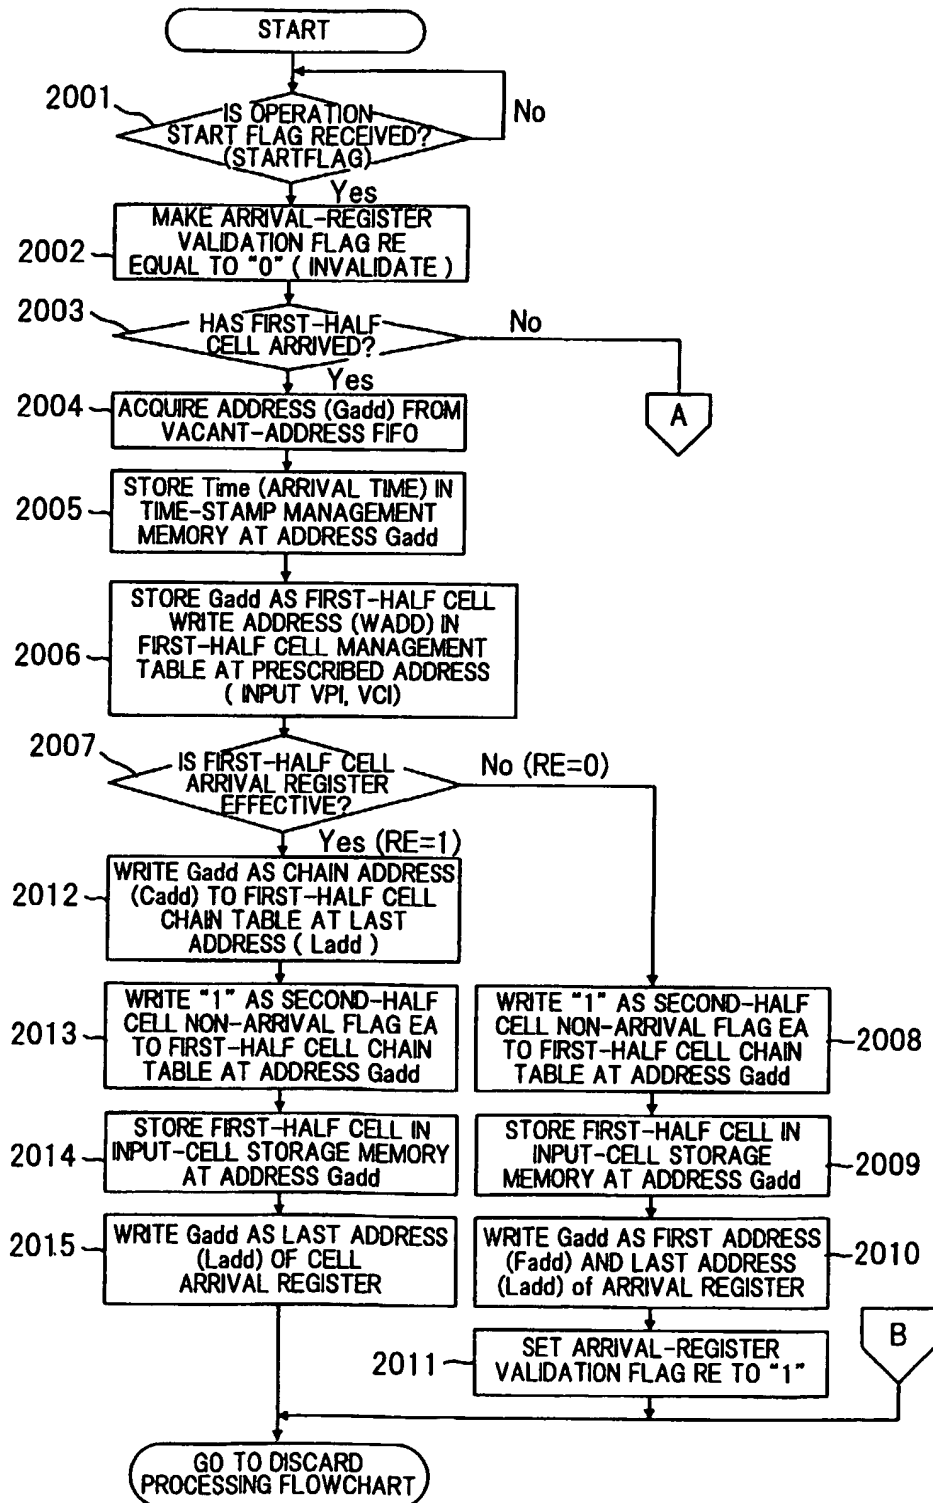 START
2001
IS OPERATION
START FLAG RECEIVED?
(STARTFLAG)
No
Yes
2002
MAKE ARRIVAL-REGISTER
VALIDATION FLAG RE
EQUAL TO "0" ( INVALIDATE )
2003
HAS FIRST-HALF
CELL ARRIVED?
No
Yes
A
2004
ACQUIRE ADDRESS (Gadd) FROM
VACANT-ADDRESS FIFO
2005
STORE Time (ARRIVAL TIME) IN
TIME-STAMP MANAGEMENT
MEMORY AT ADDRESS Gadd
2006
STORE Gadd AS FIRST-HALF CELL
WRITE ADDRESS (WADD) IN
FIRST-HALF CELL MANAGEMENT
TABLE AT PRESCRIBED ADDRESS
( INPUT VPI, VCI)
2007
IS FIRST-HALF CELL
ARRIVAL REGISTER
EFFECTIVE?
No (RE=0)
Yes (RE=1)
2012
WRITE Gadd AS CHAIN ADDRESS
(Cadd) TO FIRST-HALF CELL
CHAIN TABLE AT LAST
ADDRESS ( Ladd )
2013
WRITE "1" AS SECOND-HALF
CELL NON-ARRIVAL FLAG EA
TO FIRST-HALF CELL CHAIN
TABLE AT ADDRESS Gadd
WRITE "1" AS SECOND-HALF
CELL NON-ARRIVAL FLAG EA
TO FIRST-HALF CELL CHAIN
TABLE AT ADDRESS Gadd
2008
2014
STORE FIRST-HALF CELL IN
INPUT-CELL STORAGE MEMORY
AT ADDRESS Gadd
STORE FIRST-HALF CELL IN
INPUT-CELL STORAGE
MEMORY AT ADDRESS Gadd
2009
2015
WRITE Gadd AS LAST ADDRESS
(Ladd) OF CELL
ARRIVAL REGISTER
WRITE Gadd AS FIRST ADDRESS
(Fadd) AND LAST ADDRESS
(Ladd) of ARRIVAL REGISTER
2010
2011
SET ARRIVAL-REGISTER
VALIDATION FLAG RE TO "1"
B
GO TO DISCARD
PROCESSING FLOWCHART